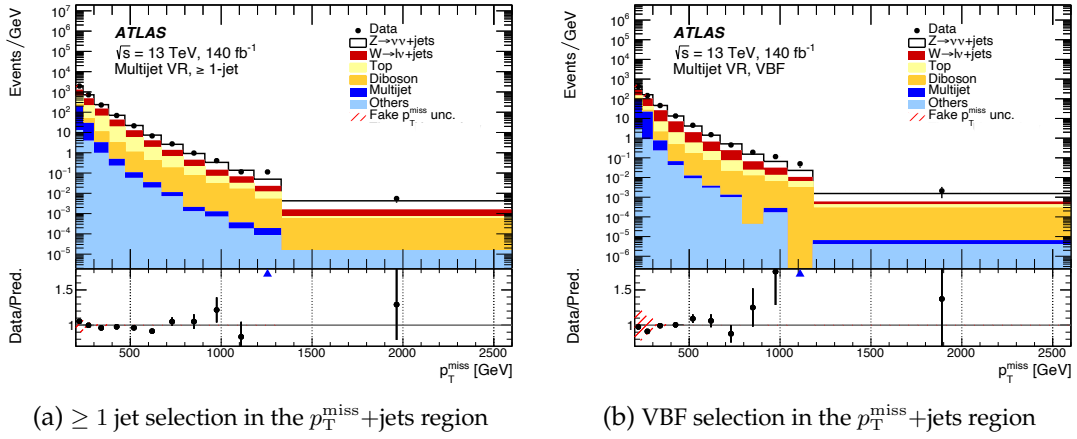 Events/GeV
10⁷
10⁶
10⁵
10⁴
10³
10²
10
1
10⁻¹
10⁻²
10⁻³
10⁻⁴
10⁻⁵
ATLAS
√s = 13 TeV, 140 fb⁻¹
Multijet VR, ≥ 1-jet
Data
Z→νν+jets
W→lν+jets
Top
Diboson
Multijet
Others
Fake p_T^miss unc.
Data/Pred.
1.5
1
500 1000 1500 2000 2500
p_T^miss [GeV]
(a) ≥ 1 jet selection in the p_T^miss+jets region
Events/GeV
10⁶
10⁵
10⁴
10³
10²
10
1
10⁻¹
10⁻²
10⁻³
10⁻⁴
10⁻⁵
10⁻⁶
ATLAS
√s = 13 TeV, 140 fb⁻¹
Multijet VR, VBF
Data
Z→νν+jets
W→lν+jets
Top
Diboson
Multijet
Others
Fake p_T^miss unc.
Data/Pred.
1.5
1
500 1000 1500 2000 2500
p_T^miss [GeV]
(b) VBF selection in the p_T^miss+jets region